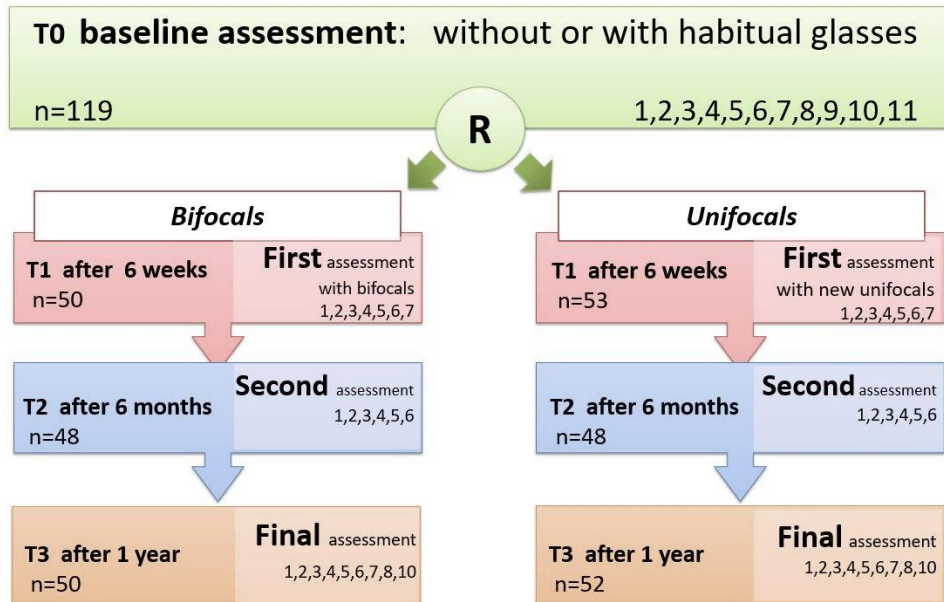 T0 baseline assessment: without or with habitual glasses
n=119
1,2,3,4,5,6,7,8,9,10,11
R
Bifocals
T1 after 6 weeks
n=50
First assessment
with bifocals
1,2,3,4,5,6,7
T2 after 6 months
n=48
Second assessment
1,2,3,4,5,6
T3 after 1 year
n=50
Final assessment
1,2,3,4,5,6,7,8,10
Unifocals
T1 after 6 weeks
n=53
First assessment
with new unifocals
1,2,3,4,5,6,7
T2 after 6 months
n=48
Second assessment
1,2,3,4,5,6
T3 after 1 year
n=52
Final assessment
1,2,3,4,5,6,7,8,10